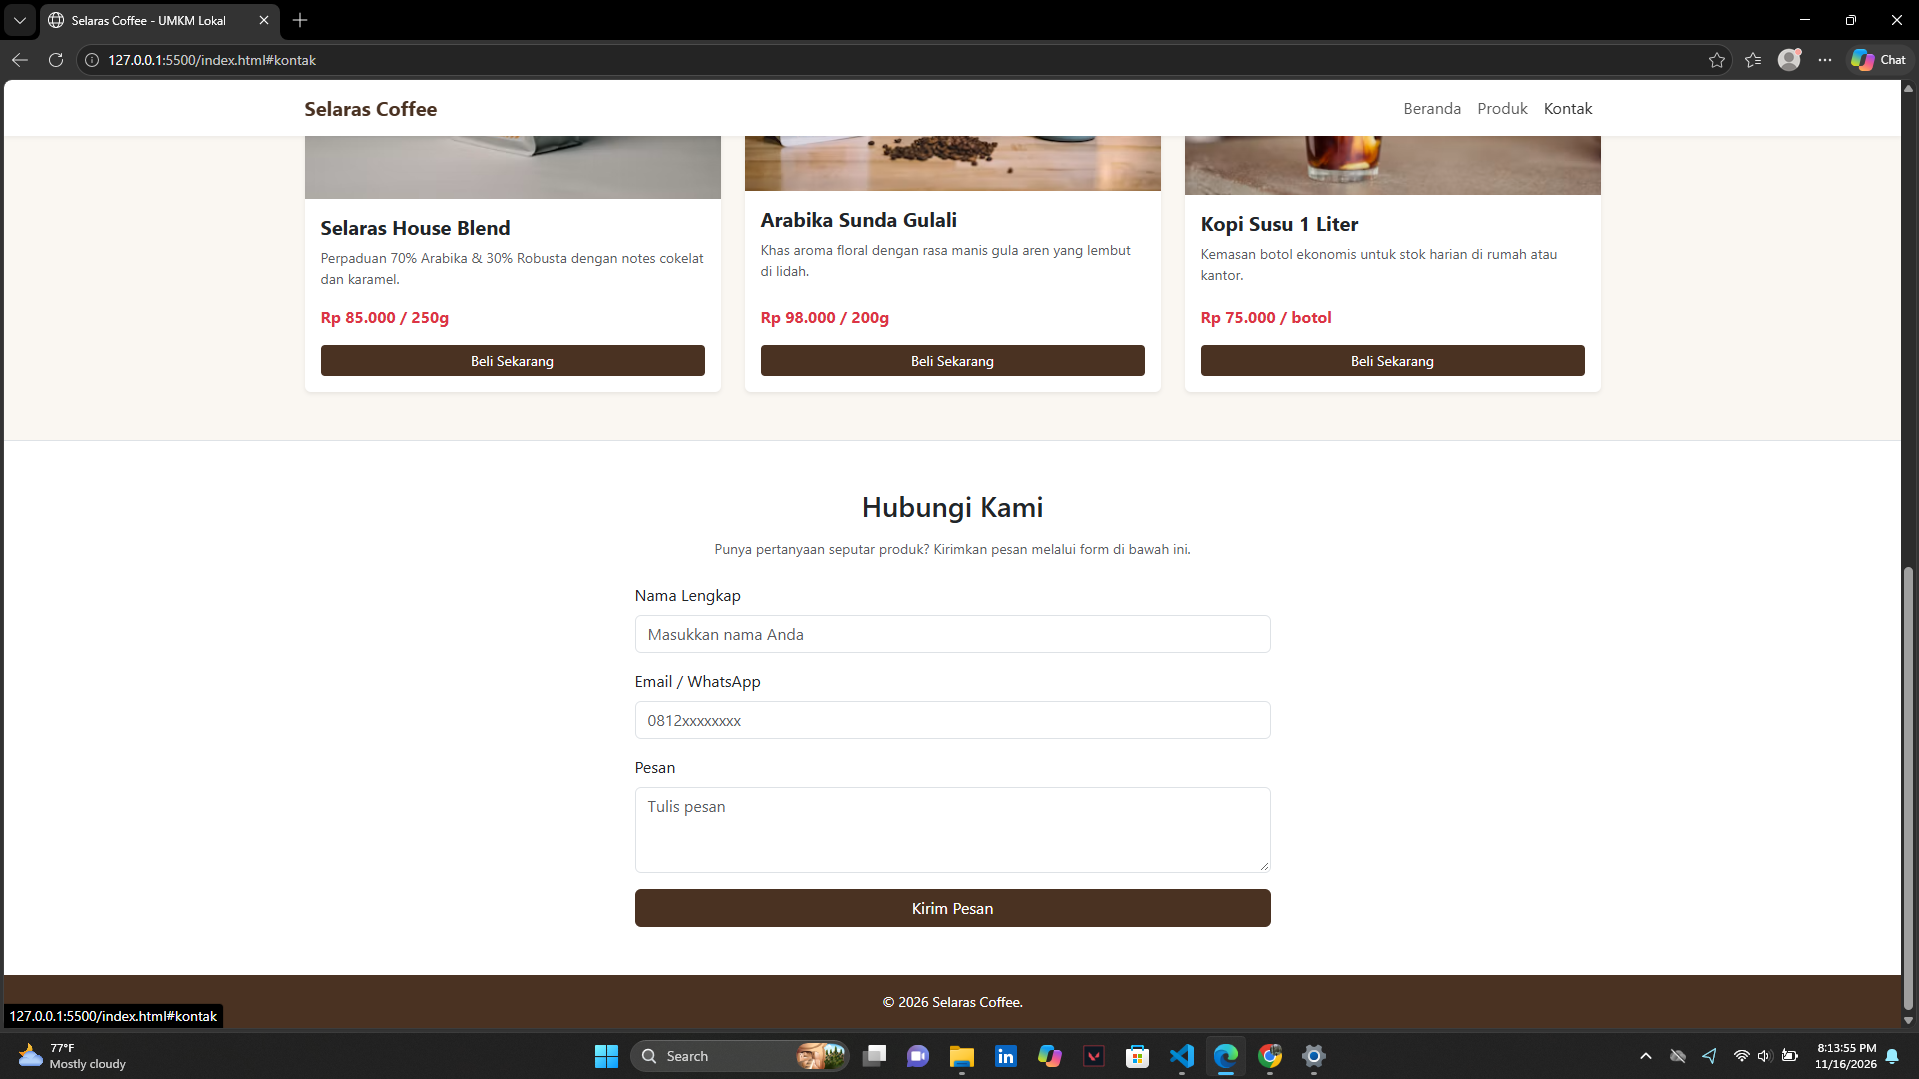 Selaras Coffee - UMKM Lokal
127.0.0.1:5500/index.html#kontak
Chat
Selaras Coffee
Beranda
Produk
Kontak
Selaras House Blend
Perpaduan 70% Arabika & 30% Robusta dengan notes cokelat
dan karamel.
Rp 85.000 / 250g
Beli Sekarang
Arabika Sunda Gulali
Khas aroma floral dengan rasa manis gula aren yang lembut
di lidah.
Rp 98.000 / 200g
Beli Sekarang
Kopi Susu 1 Liter
Kemasan botol ekonomis untuk stok harian di rumah atau
kantor.
Rp 75.000 / botol
Beli Sekarang
Hubungi Kami
Punya pertanyaan seputar produk? Kirimkan pesan melalui form di bawah ini.
Nama Lengkap
Masukkan nama Anda
Email / WhatsApp
0812xxxxxxxx
Pesan
Tulis pesan
Kirim Pesan
© 2026 Selaras Coffee.
127.0.0.1:5500/index.html#kontak
77°F
Mostly cloudy
Search
8:13:55 PM
11/16/2026